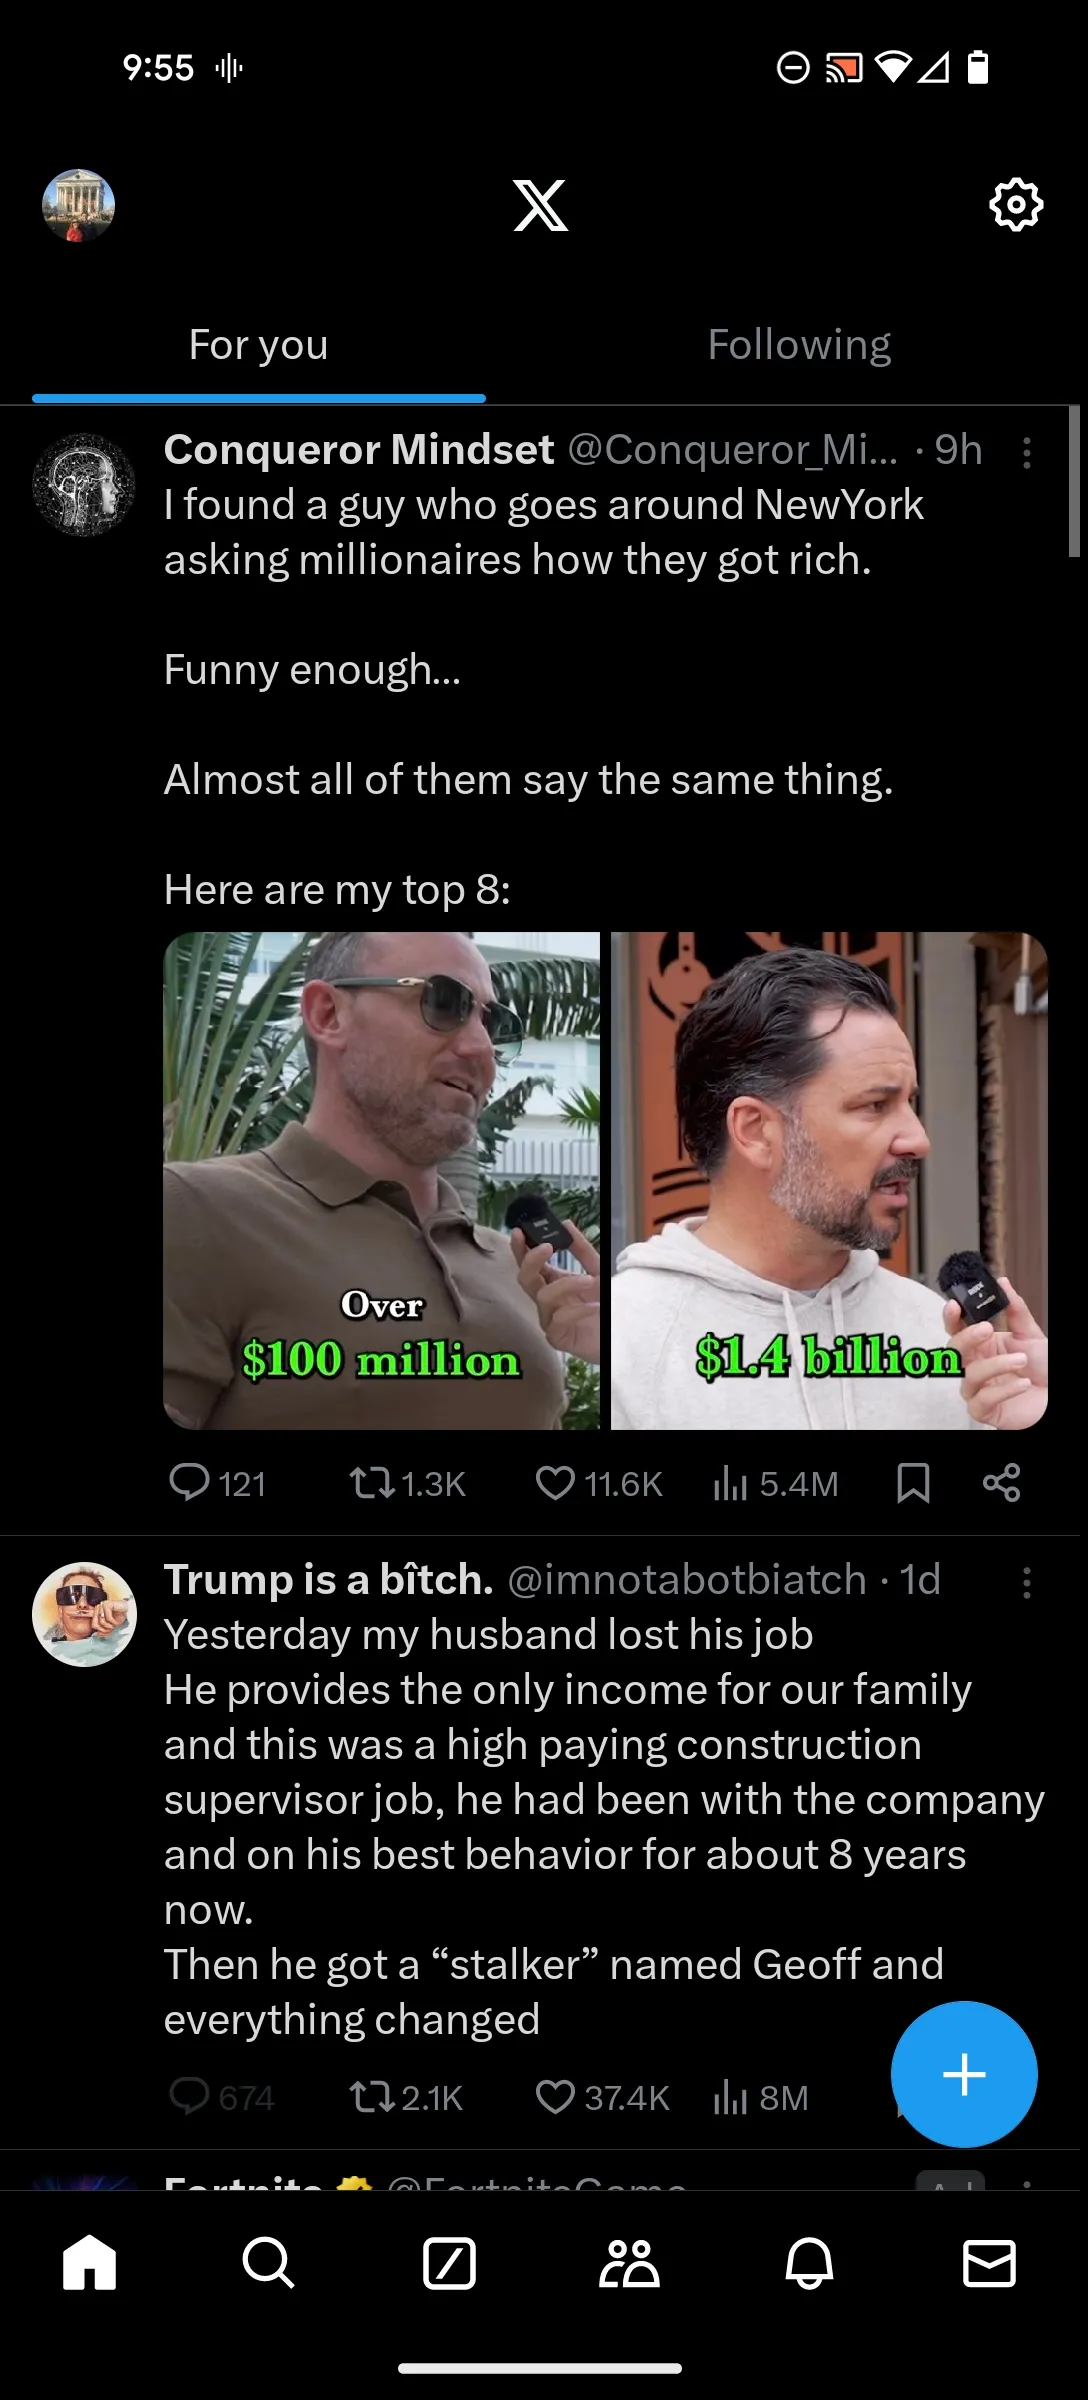 9:55
For you
Following
Conqueror Mindset @Conqueror_Mi... · 9h
I found a guy who goes around NewYork
asking millionaires how they got rich.
Funny enough...
Almost all of them say the same thing.
Here are my top 8:
Over
$100 million
$1.4 billion
121 1.3K 11.6K 5.4M
Trump is a bîtch. @imnotabotbiatch · 1d
Yesterday my husband lost his job
He provides the only income for our family
and this was a high paying construction
supervisor job, he had been with the company
and on his best behavior for about 8 years
now.
Then he got a “stalker” named Geoff and
everything changed
674 2.1K 37.4K 8M
Fortnite @FortniteGame Ad